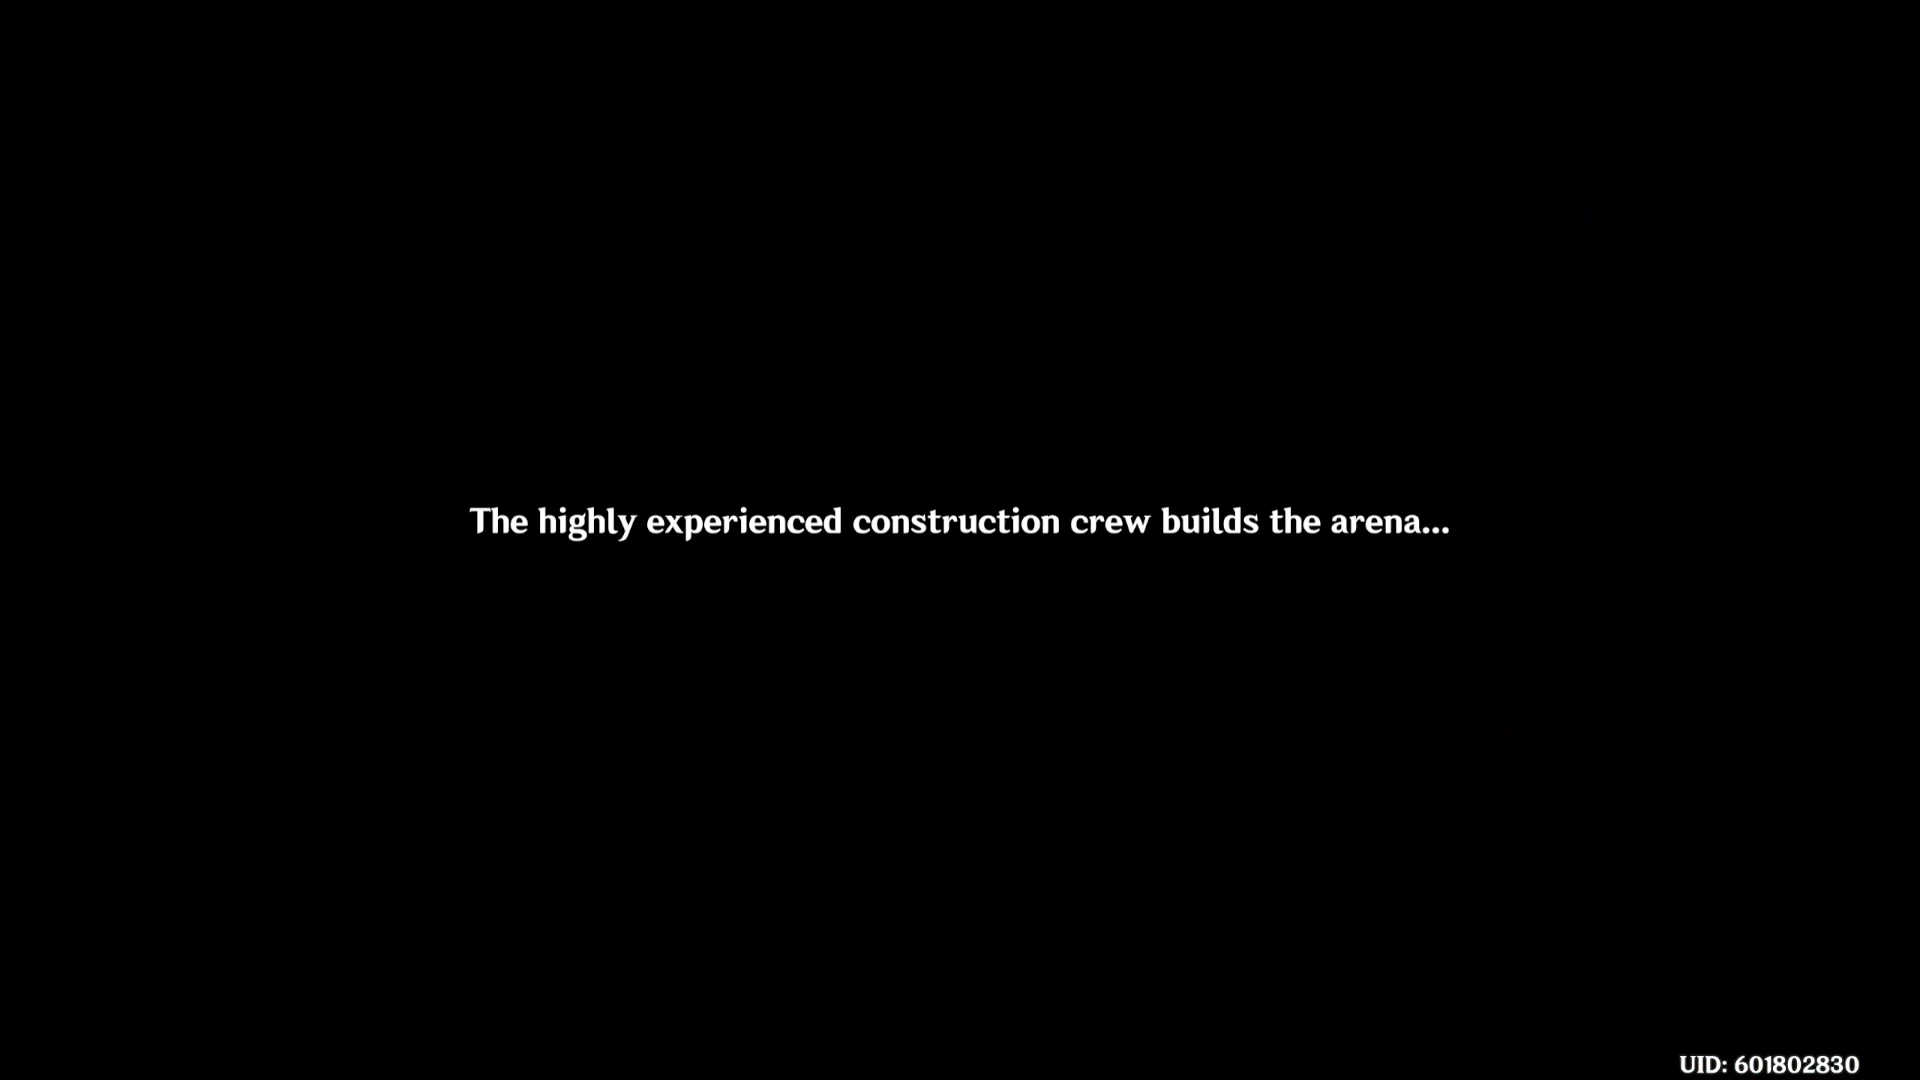 The highly experienced construction crew builds the arena...
UID: 601802830